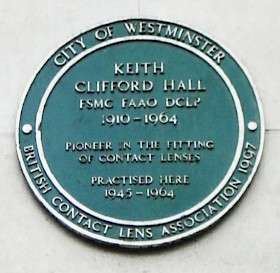 CITY OF WESTMINSTER
KEITH
CLIFFORD HALL
FSMC FAAO DCLP
1910-1964
PIONEER IN THE FITTING
OF CONTACT LENSES
PRACTISED HERE
1945-1964
BRITISH CONTACT LENS ASSOCIATION 1997